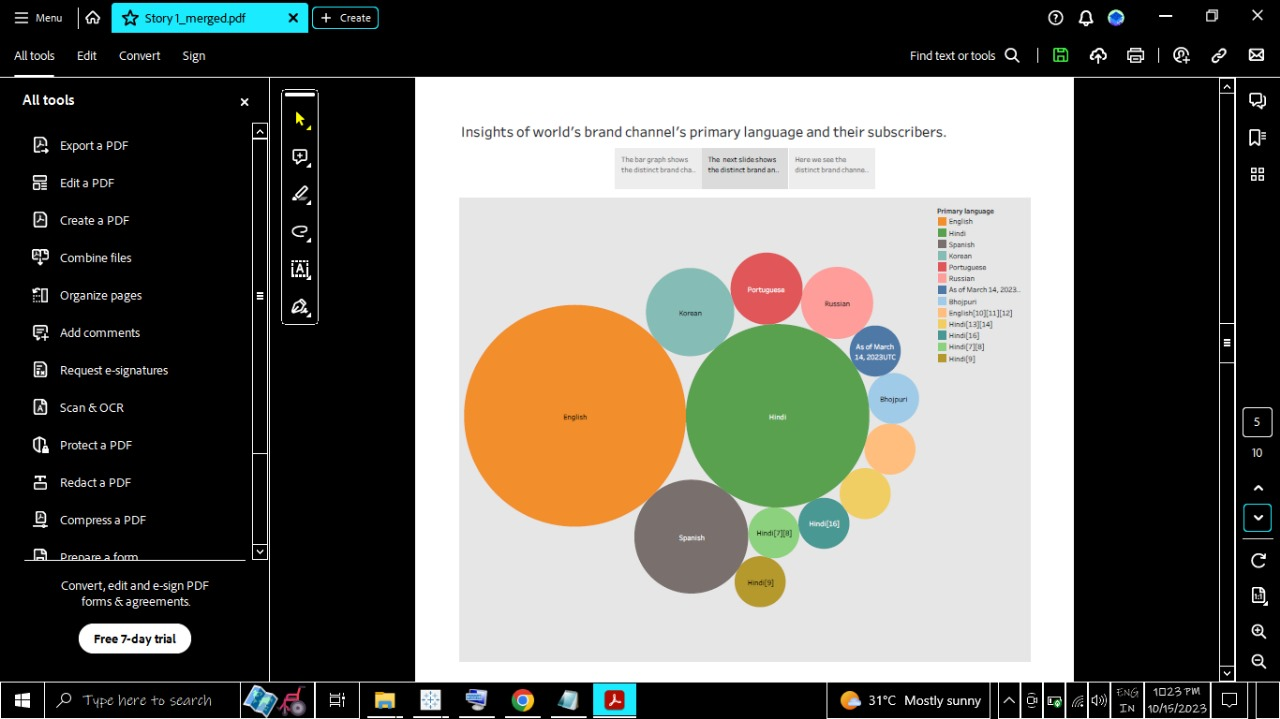 Menu
Story 1_merged.pdf
Create
All tools
Edit
Convert
Sign
Find text or tools
All tools
Export a PDF
Edit a PDF
Create a PDF
Combine files
Organize pages
Add comments
Request e-signatures
Scan & OCR
Protect a PDF
Redact a PDF
Compress a PDF
Prepare a form
Convert, edit and e-sign PDF
forms & agreements.
Free 7-day trial
Insights of world's brand channel's primary language and their subscribers.
The bar graph shows
the distinct brand cha..
The next slide shows
the distinct brand an..
Here we see the
distinct brand channe..
Primary language
English
Hindi
Spanish
Korean
Portuguese
Russian
As of March 14, 2023..
Bhojpuri
English[10][11][12]
Hindi[13][14]
Hindi[16]
Hindi[7][8]
Hindi[9]
Portuguese
Korean
Russian
As of March
14, 2023UTC
Bhojpuri
English
Hindi
Spanish
Hindi[7][8]
Hindi[16]
Hindi[9]
5
10
1:1
Type here to search
31°C Mostly sunny
ENG
IN
10:23 PM
10/15/2023